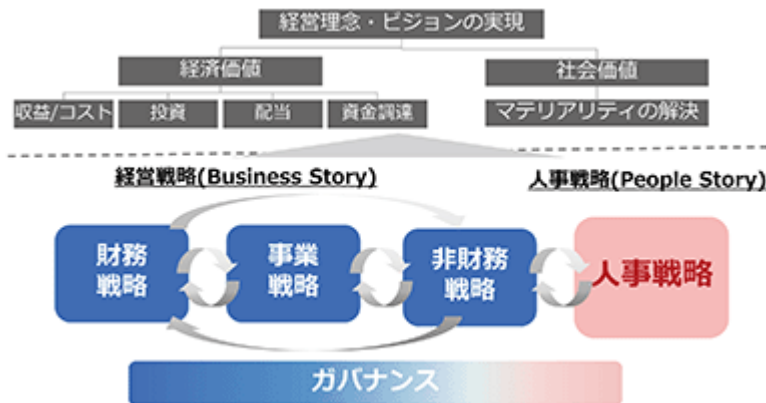 経営理念・ビジョンの実現
経済価値
社会価値
収益/コスト
投資
配当
資金調達
マテリアリティの解決
経営戦略(Business Story)
人事戦略(People Story)
財務
戦略
事業
戦略
非財務
戦略
人事戦略
ガバナンス